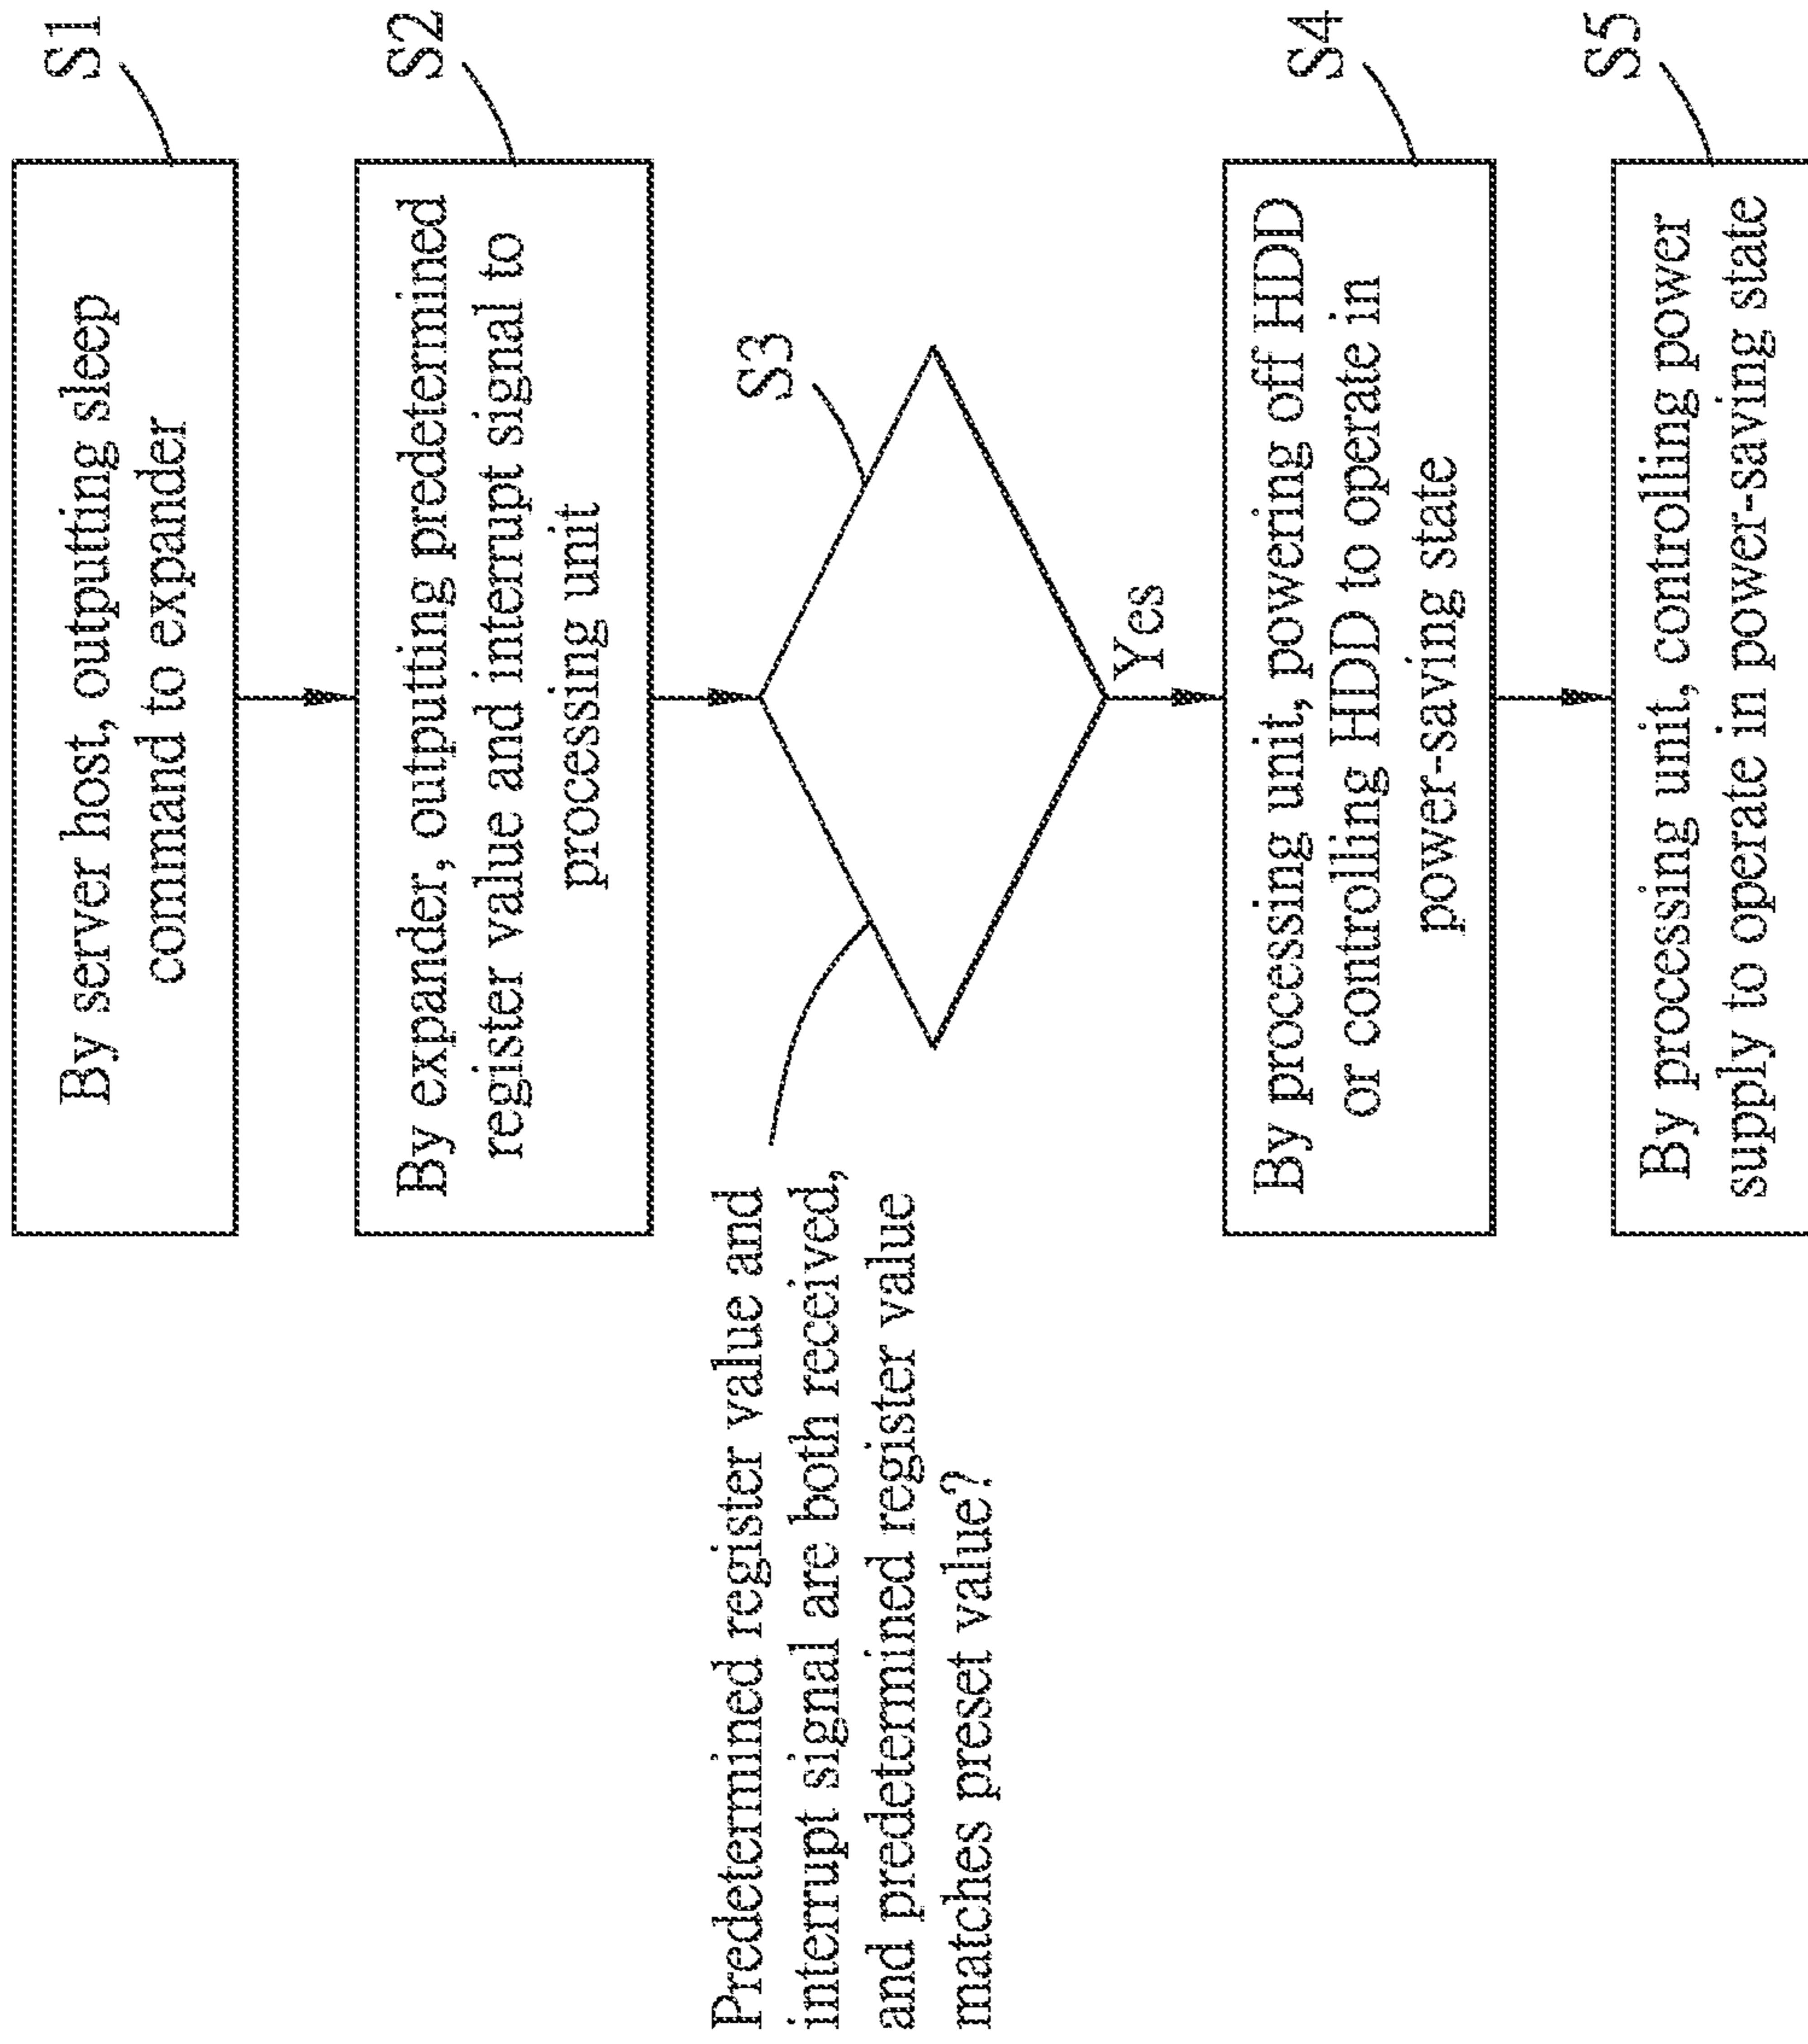 S1
By server host, outputing sleep
command to expander
S2
By expander, outputing predetermined
register value and interrupt signal to
processing unit
S3
Predetermined register value and
interrupt signal are both received,
and predetermined register value
matches preset value?
Yes
S4
By processing unit, powering off HDD
or controlling HDD to operate in
power-saving state
S5
By processing unit, controlling power
supply to operate in power-saving state